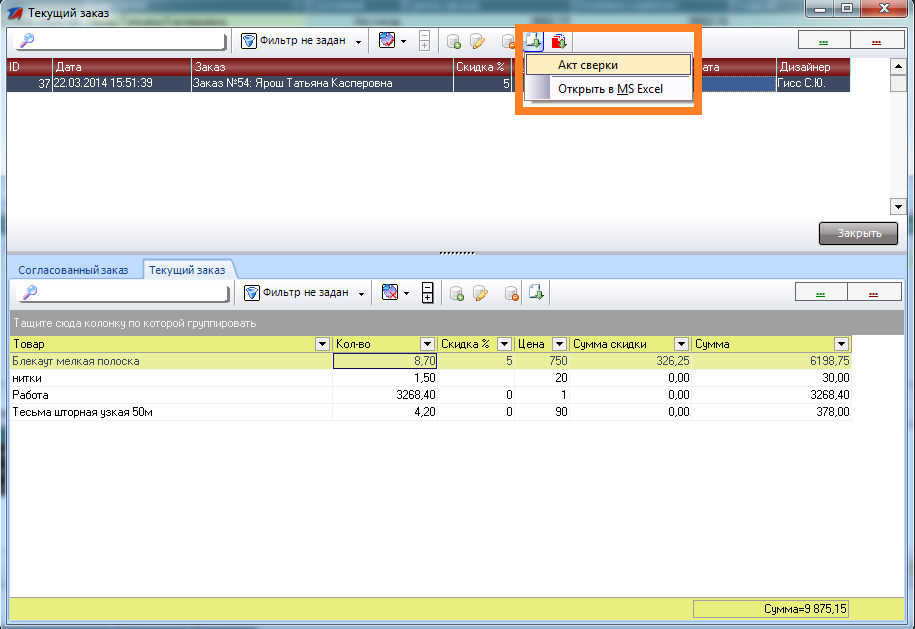 Текущий заказ
Фильтр не задан
... ...
ID Дата Заказ Скидка % ата Дизайнер
37 22.03.2014 15:51:39 Заказ №54: Ярош Татьяна Касперовна 5 Гисс С.Ю.
Акт сверки
Открыть в MS Excel
Закрыть
Согласованный заказ Текущий заказ
Фильтр не задан
... ...
Тащите сюда колонку по которой группировать
Товар Кол-во Скидка % Цена Сумма скидки Сумма
Блекаут мелкая полоска 8,70 5 750 326,25 6198,75
нитки 1,50 20 0,00 30,00
Работа 3268,40 0 1 0,00 3268,40
Тесьма шторная узкая 50м 4,20 0 90 0,00 378,00
Сумма=9 875,15